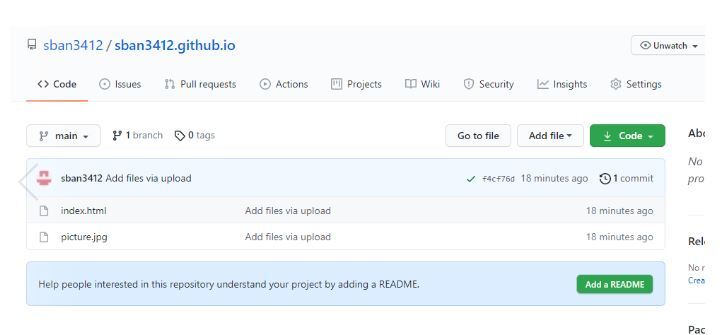 sban3412 / sban3412.github.io
Unwatch
Code Issues Pull requests Actions Projects Wiki Security Insights Settings
main 1 branch 0 tags Go to file Add file Code
sban3412 Add files via upload f4cf76d 18 minutes ago 1 commit
index.html Add files via upload 18 minutes ago
picture.jpg Add files via upload 18 minutes ago
Help people interested in this repository understand your project by adding a README. Add a README
Abo
No
pro
Rele
No r
Crea
Pac